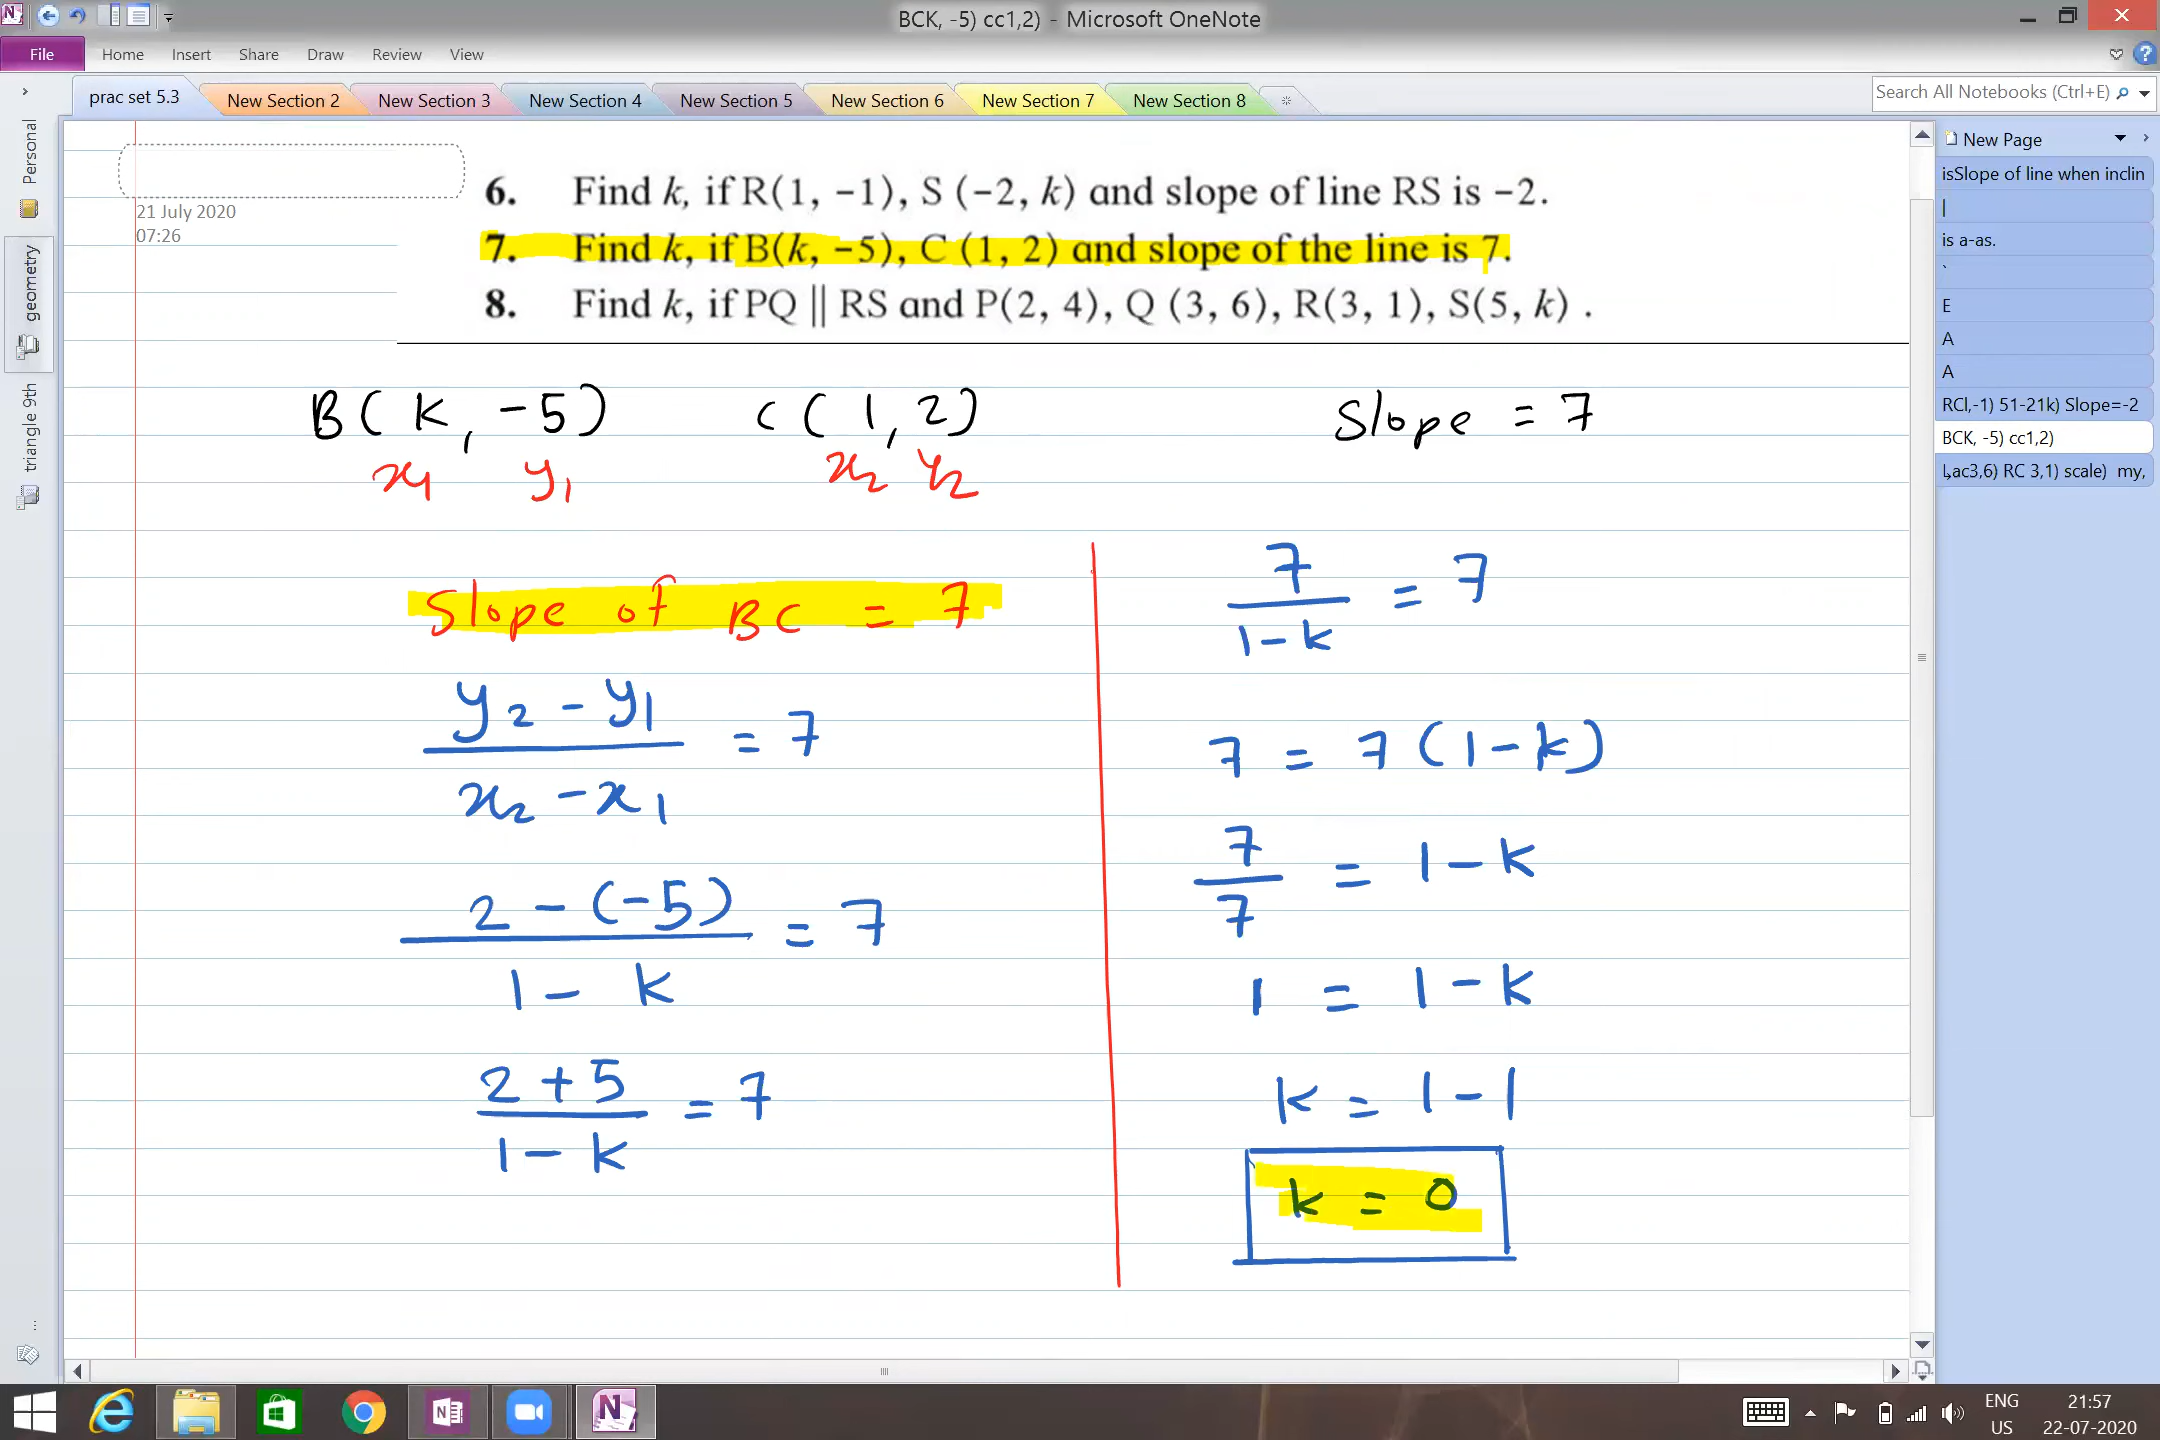 BCK, -5) cc1,2) - Microsoft OneNote
File Home Insert Share Draw Review View
prac set 5.3 New Section 2 New Section 3 New Section 4 New Section 5 New Section 6 New Section 7 New Section 8
Search All Notebooks (Ctrl+E)
Personal
geometry
triangle 9th
21 July 2020
07:26
6. Find k, if R(1, −1), S (−2, k) and slope of line RS is −2.
7. Find k, if B(k, −5), C (1, 2) and slope of the line is 7.
8. Find k, if PQ || RS and P(2, 4), Q (3, 6), R(3, 1), S(5, k) .
B( k, -5) C( 1, 2) Slope = 7
x1 y1 x2 y2
Slope of BC = 7
y2 - y1 / x2 - x1 = 7
2 - (-5) / 1 - k = 7
2 + 5 / 1 - k = 7
7 / 1 - k = 7
7 = 7 (1 - k)
7 / 7 = 1 - k
1 = 1 - k
k = 1 - 1
k = 0
New Page
isSlope of line when inclin
|
is a-as.
`
E
A
A
RCl,-1) 51-21k) Slope=-2
BCK, -5) cc1,2)
l,ac3,6) RC 3,1) scale) my,
ENG
US
21:57
22-07-2020